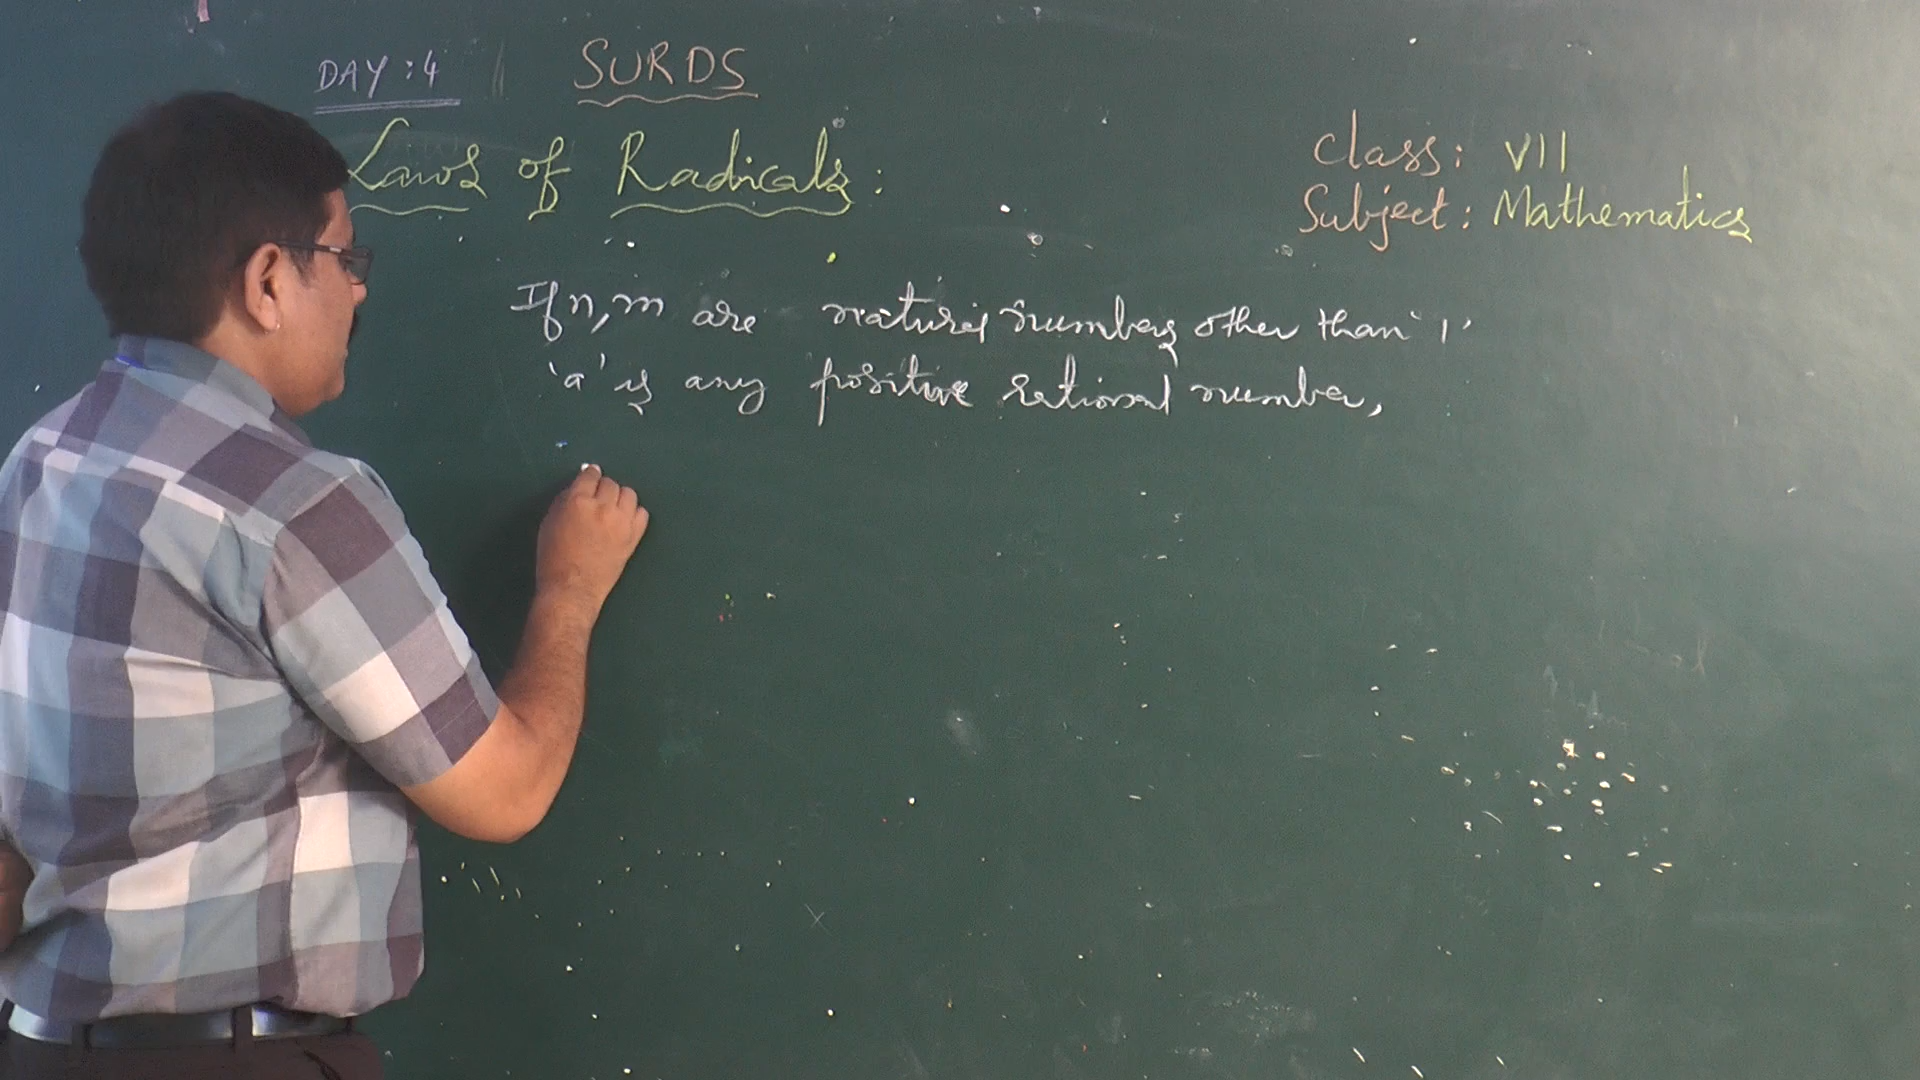 DAY: 4 SURDS
Laws of Radicals:
Class: VII
Subject: Mathematics
If n, m are natural numbers other than '1'
'a' is any positive rational number,